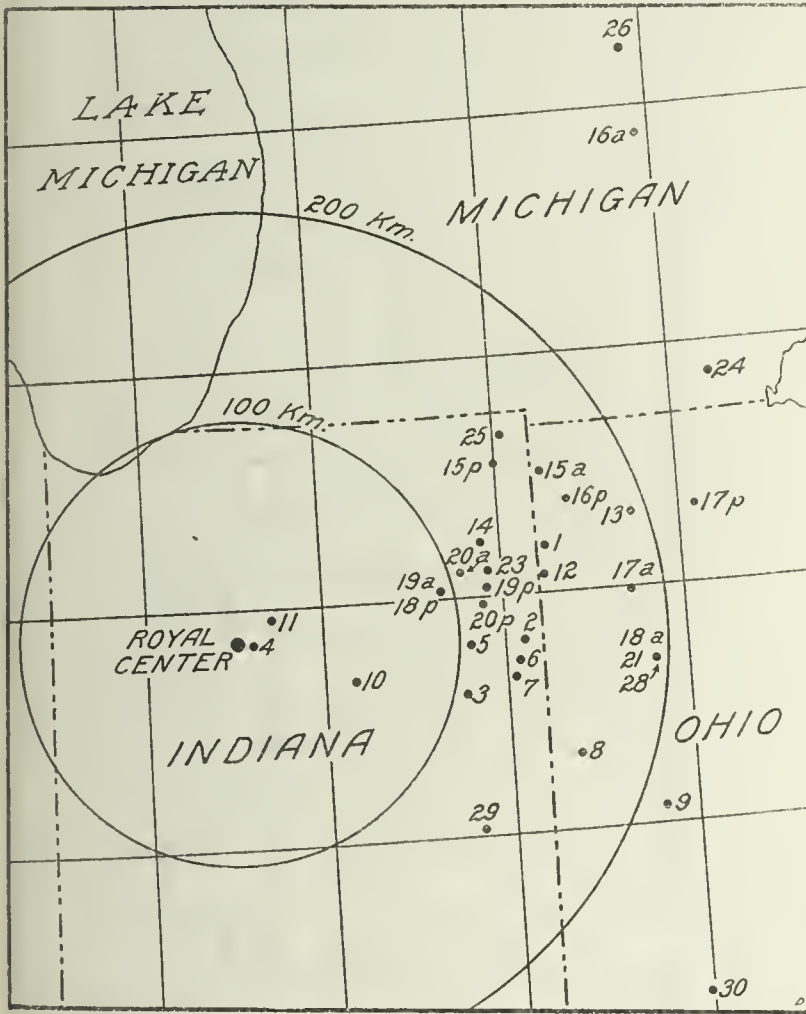 26
LAKE
16a
MICHIGAN
MICHIGAN
200 Km.
24
100 Km.
25
15p
15a
16p
13
17p
14
1
20a
23
12
19a
19p
17a
18p
11
20p
2
ROYAL
CENTER
4
5
18a
6
21
10
7
28
3
INDIANA
OHIO
8
9
29
30